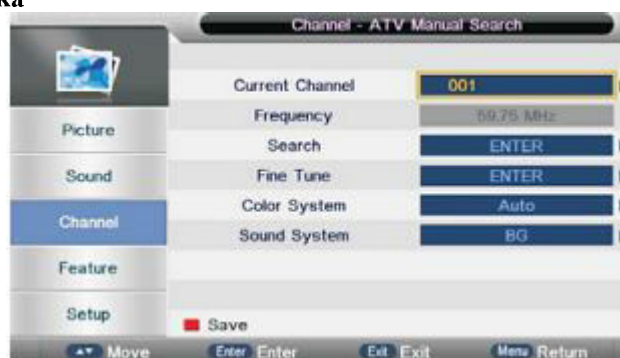 ka
Channel - ATV Manual Search
Current Channel 001
Frequency 59.75 MHz
Search ENTER
Fine Tune ENTER
Color System Auto
Sound System BG
Picture
Sound
Channel
Feature
Setup
Save
Move Enter Enter Exit Exit Menu Return